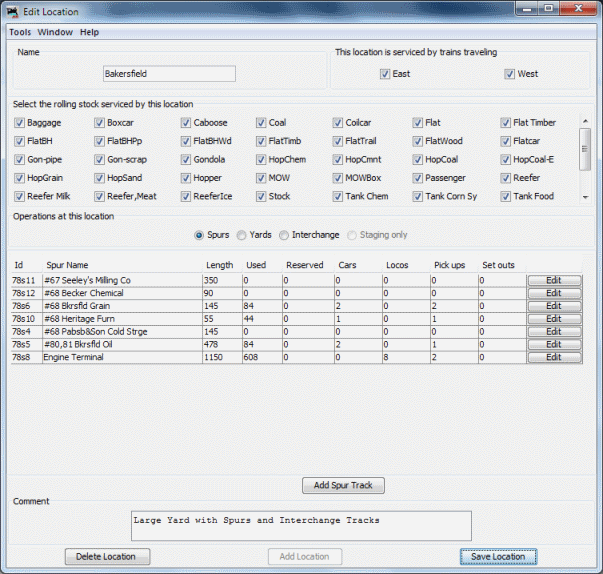 Edit Location
Tools Window Help
Name
This location is serviced by trains traveling
Bakersfield
East West
Select the rolling stock serviced by this location
Baggage Boxcar Caboose Coal Coilcar Flat Flat Timber
FlatBH FlatBHPp FlatBHWd FlatTimb FlatTrail FlatWood Flatcar
Gon-pipe Gon-scrap Gondola HopChem HopCmnt HopCoal HopCoal-E
HopGrain HopSand Hopper MOW MOWBox Passenger Reefer
Reefer Milk Reefer,Meat ReeferIce Stock Tank Chem Tank Corn Sy Tank Food
Operations at this location
Spurs Yards Interchange Staging only
Id Spur Name Length Used Reserved Cars Locos Pick ups Set outs
78s11 #67 Seeley's Milling Co 350 0 0 0 0 0 0 Edit
78s12 #68 Becker Chemical 90 0 0 0 0 0 0 Edit
78s6 #68 Bkrsfld Grain 145 84 0 2 0 2 0 Edit
78s10 #68 Heritage Furn 55 44 0 1 0 1 0 Edit
78s4 #68 Pabsb&Son Cold Strge 145 0 0 0 0 0 0 Edit
78s5 #80,81 Bkrsfld Oil 478 84 0 2 0 1 0 Edit
78s8 Engine Terminal 1150 608 0 0 8 2 0 Edit
Add Spur Track
Comment
Large Yard with Spurs and Interchange Tracks
Delete Location Add Location Save Location